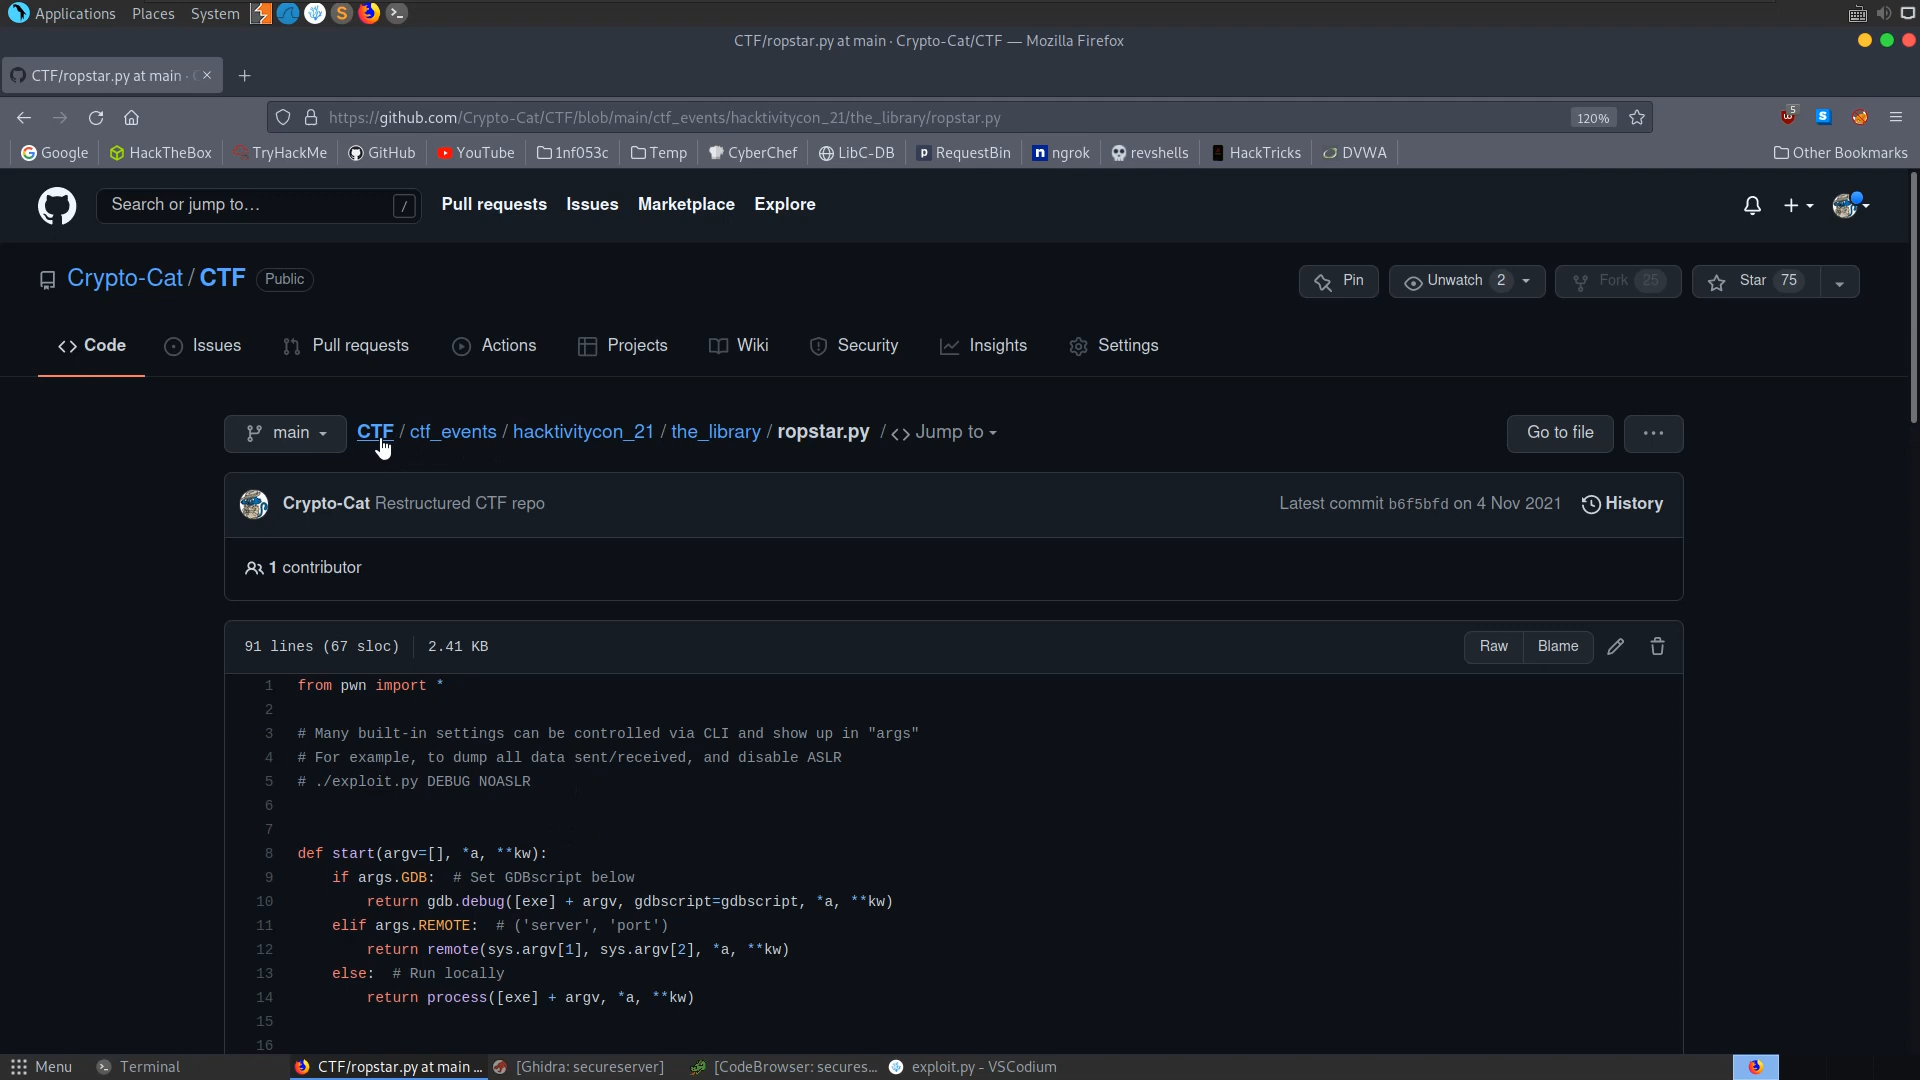 Applications Places System
CTF/ropstar.py at main · Crypto-Cat/CTF — Mozilla Firefox
CTF/ropstar.py at main ·
https://github.com/Crypto-Cat/CTF/blob/main/ctf_events/hacktivitycon_21/the_library/ropstar.py 120% 5
Google HackTheBox TryHackMe GitHub YouTube 1nf053c Temp CyberChef LibC-DB RequestBin ngrok revshells HackTricks DVWA Other Bookmarks
Search or jump to… / Pull requests Issues Marketplace Explore
Crypto-Cat / CTF Public Pin Unwatch 2 Fork 25 Star 75
Code Issues Pull requests Actions Projects Wiki Security Insights Settings
main CTF / ctf_events / hacktivitycon_21 / the_library / ropstar.py / <> Jump to Go to file ···
Crypto-Cat Restructured CTF repo Latest commit b6f5bfd on 4 Nov 2021 History
1 contributor
91 lines (67 sloc) 2.41 KB Raw Blame
1 from pwn import *
2
3 # Many built-in settings can be controlled via CLI and show up in "args"
4 # For example, to dump all data sent/received, and disable ASLR
5 # ./exploit.py DEBUG NOASLR
6
7
8 def start(argv=[], *a, **kw):
9 if args.GDB: # Set GDBscript below
10 return gdb.debug([exe] + argv, gdbscript=gdbscript, *a, **kw)
11 elif args.REMOTE: # ('server', 'port')
12 return remote(sys.argv[1], sys.argv[2], *a, **kw)
13 else: # Run locally
14 return process([exe] + argv, *a, **kw)
15
16
Menu Terminal CTF/ropstar.py at main … [Ghidra: secureserver] [CodeBrowser: secures… exploit.py - VSCodium